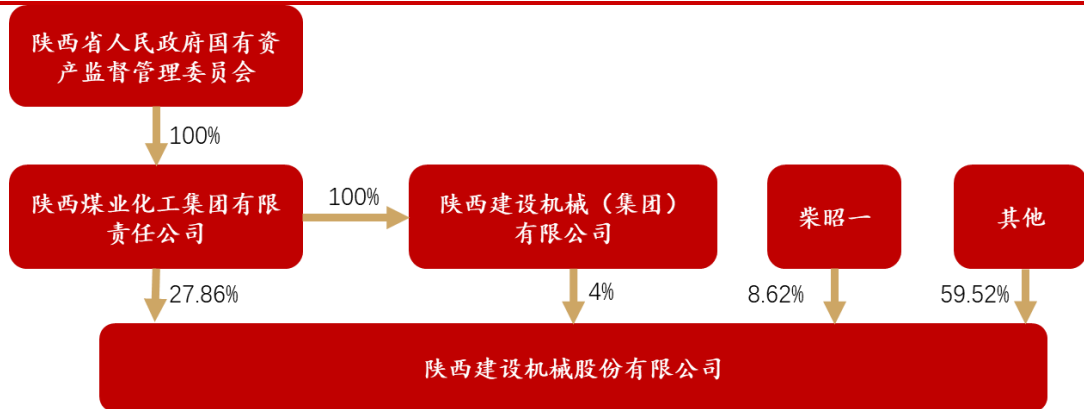 陕西省人民政府国有资
产监督管理委员会
100%
陕西煤业化工集团有限
责任公司
100%
陕西建设机械（集团）
有限公司
柴昭一
其他
27.86%
4%
8.62%
59.52%
陕西建设机械股份有限公司